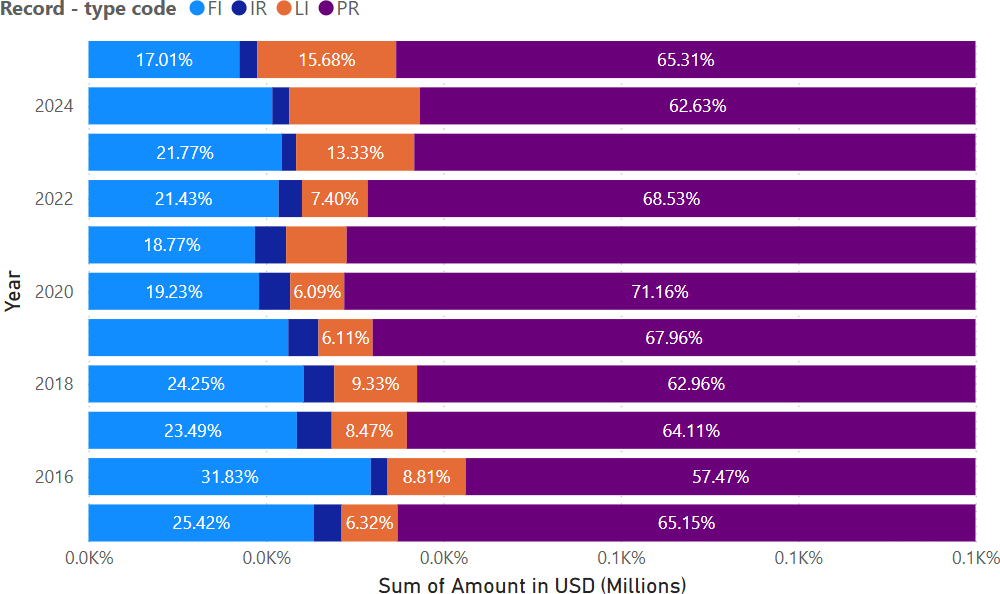 Record - type code FI IR LI PR
17.01% 15.68% 65.31%
2024 62.63%
21.77% 13.33%
2022 21.43% 7.40% 68.53%
18.77%
2020 19.23% 6.09% 71.16%
6.11% 67.96%
2018 24.25% 9.33% 62.96%
23.49% 8.47% 64.11%
2016 31.83% 8.81% 57.47%
25.42% 6.32% 65.15%
Year
0.0K% 0.0K% 0.0K% 0.1K% 0.1K% 0.1K%
Sum of Amount in USD (Millions)